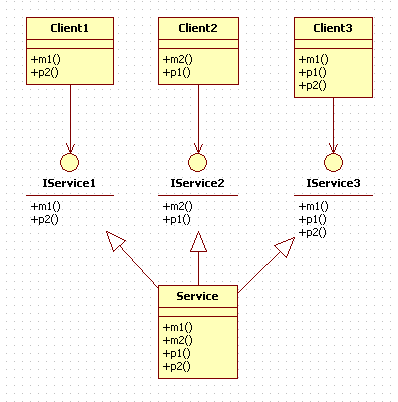 Client1
+m1()
+p2()
Client2
+m2()
+p1()
Client3
+m1()
+p1()
+p2()
IService1
+m1()
+p2()
IService2
+m2()
+p1()
IService3
+m1()
+p1()
+p2()
Service
+m1()
+m2()
+p1()
+p2()